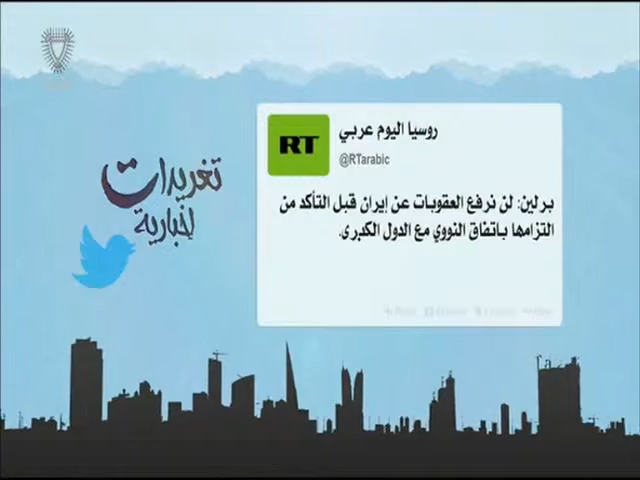 تغريدات
إخبارية
RT
روسيا اليوم عربي
@RTarabic
برلين: لن نرفع العقوبات عن إيران قبل التأكد من
التزامها باتفاق النووي مع الدول الكبرى.